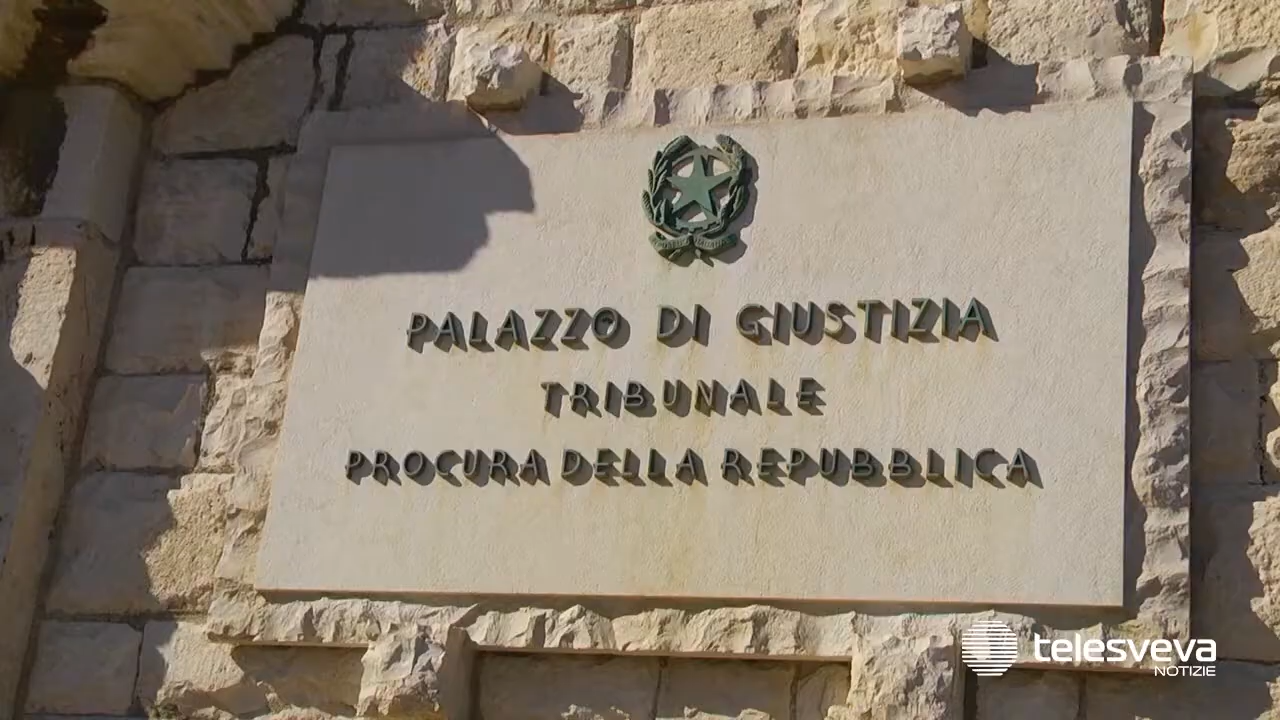 PALAZZO DI GIUSTIZIA
TRIBUNALE
PROCURA DELLA REPUBBLICA
telesveva
NOTIZIE